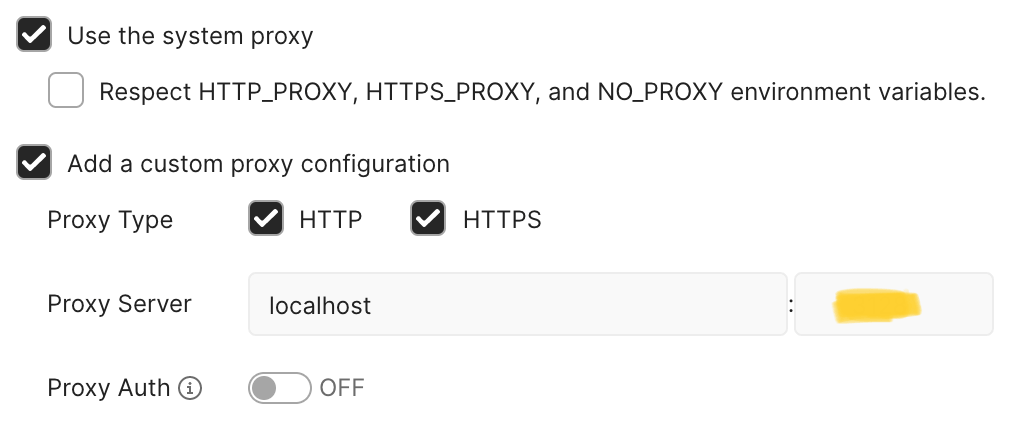 Use the system proxy
Respect HTTP_PROXY, HTTPS_PROXY, and NO_PROXY environment variables.
Add a custom proxy configuration
Proxy Type HTTP HTTPS
Proxy Server localhost :
Proxy Auth OFF